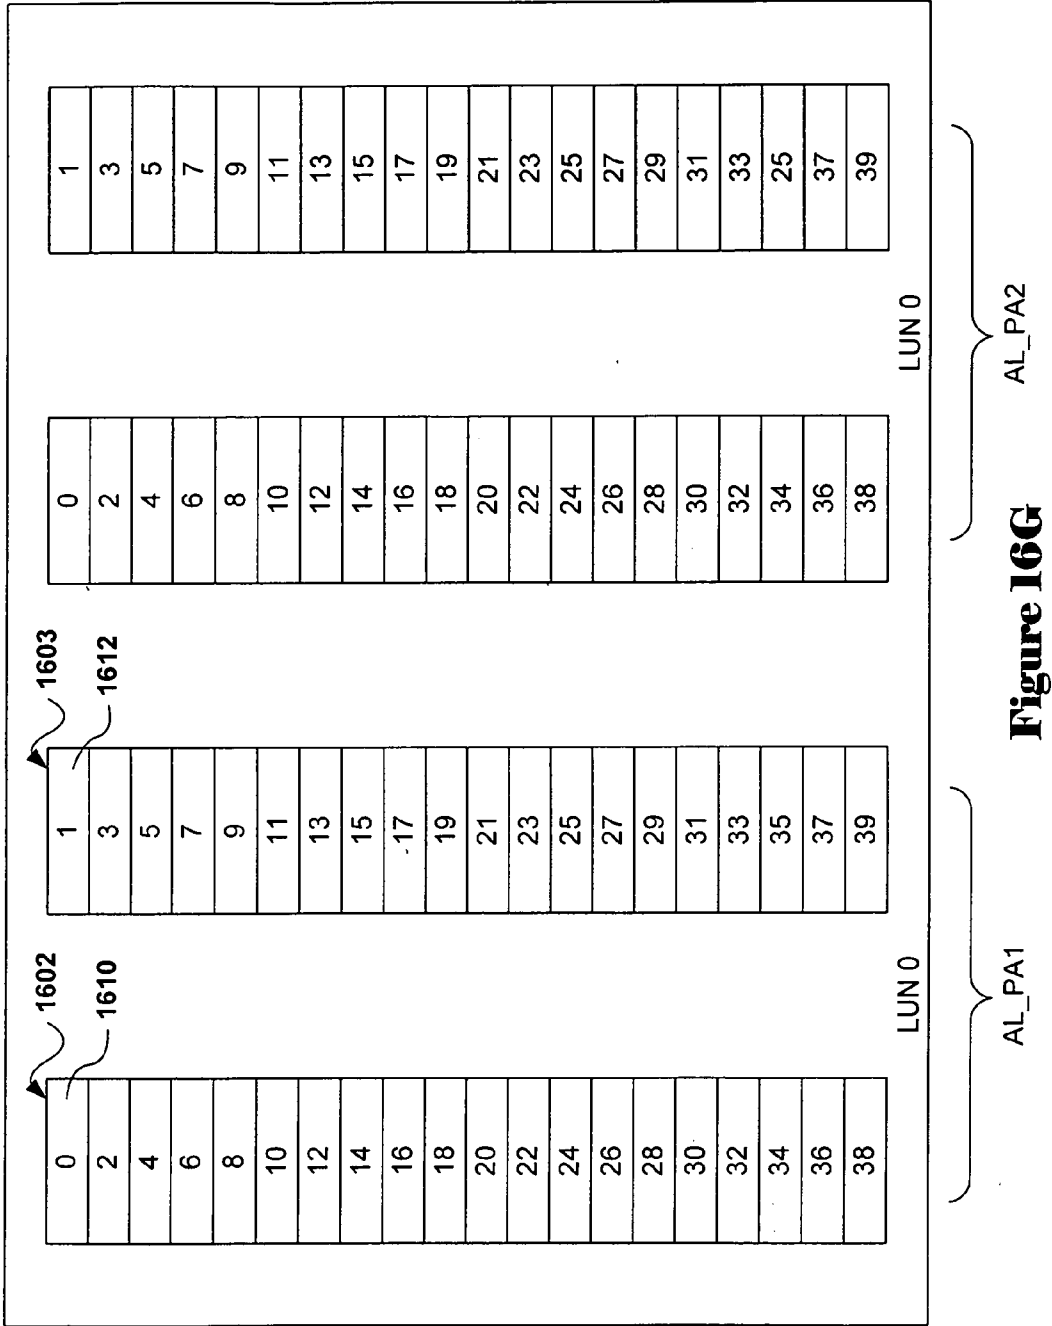 1602
1603
0 1610 1 1612 0 1
2 3 2 3
4 5 4 5
6 7 6 7
8 9 8 9
10 11 10 11
12 13 12 13
14 15 14 15
16 17 16 17
18 19 18 19
20 21 20 21
22 23 22 23
24 25 24 25
26 27 26 27
28 29 28 29
30 31 30 31
32 33 32 33
34 35 34 25
36 37 36 37
38 39 38 39
LUN 0 LUN 0
AL_PA1 AL_PA2
Figure 16G